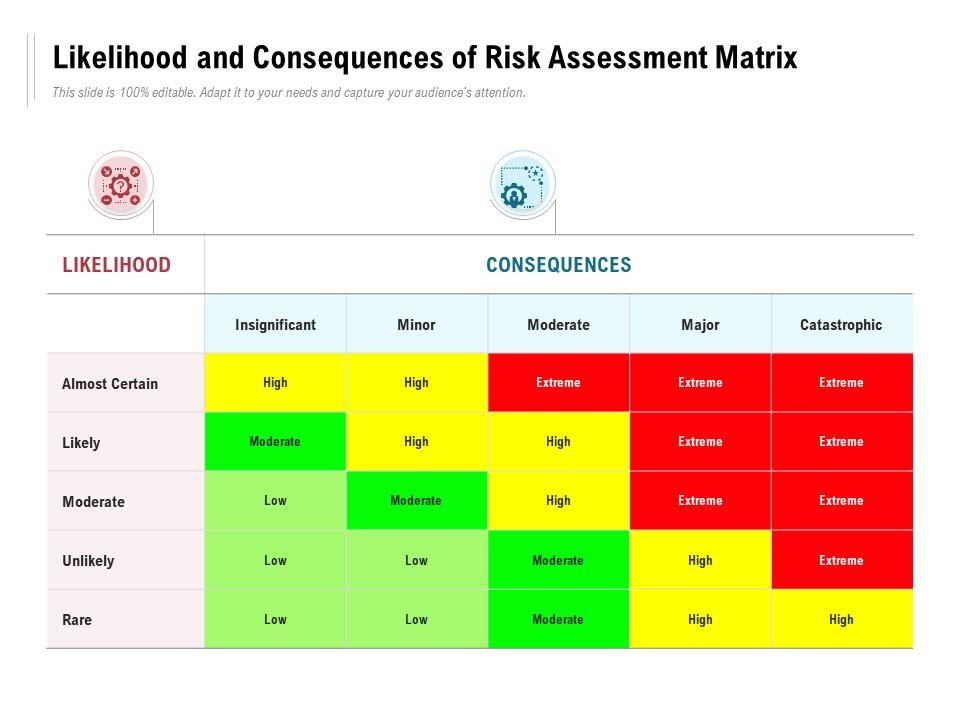 Likelihood and Consequences of Risk Assessment Matrix
This slide is 100% editable. Adapt it to your needs and capture your audience's attention.
LIKELIHOOD CONSEQUENCES
Insignificant Minor Moderate Major Catastrophic
Almost Certain High High Extreme Extreme Extreme
Likely Moderate High High Extreme Extreme
Moderate Low Moderate High Extreme Extreme
Unlikely Low Low Moderate High Extreme
Rare Low Low Moderate High High